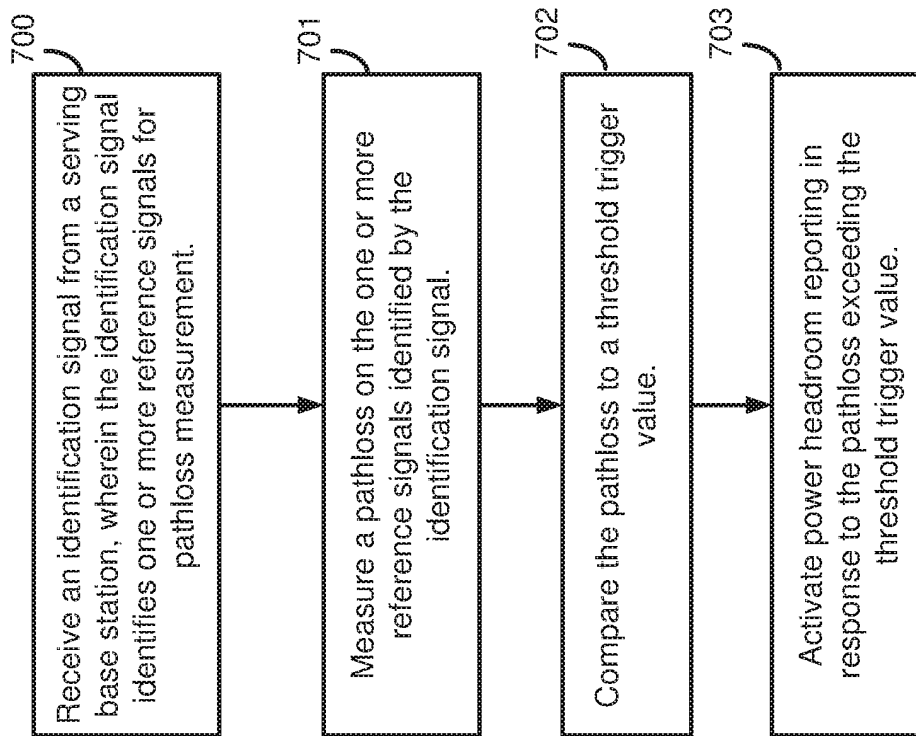 700
Receive an identification signal from a serving
base station, wherein the identification signal
identifies one or more reference signals for
pathloss measurement.
701
Measure a pathloss on the one or more
reference signals identified by the
identification signal.
702
Compare the pathloss to a threshold trigger
value.
703
Activate power headroom reporting in
response to the pathloss exceeding the
threshold trigger value.